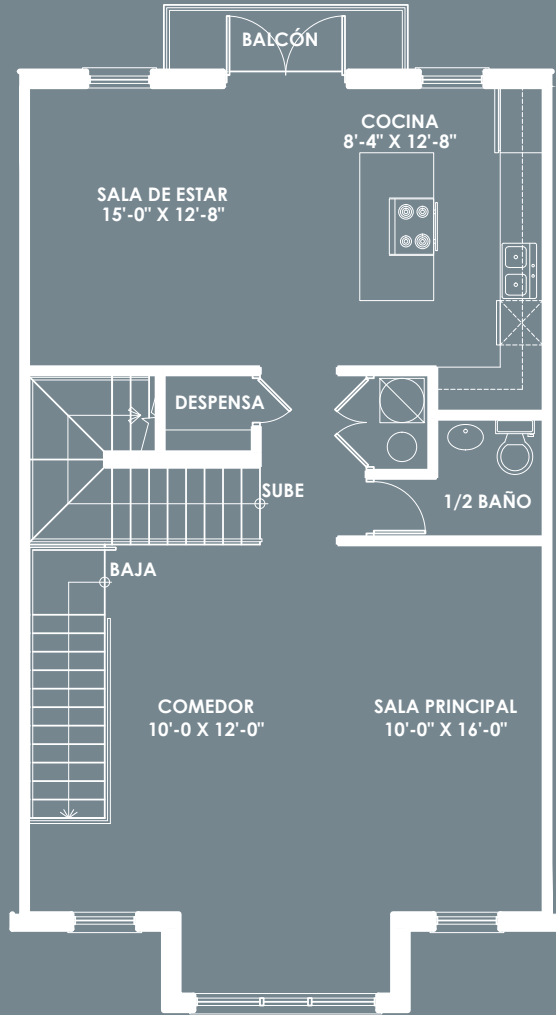 BALCÓN
COCINA
8'-4" X 12'-8"
SALA DE ESTAR
15'-0" X 12'-8"
DESPENSA
SUBE
1/2 BAÑO
BAJA
COMEDOR
10'-0 X 12'-0"
SALA PRINCIPAL
10'-0" X 16'-0"